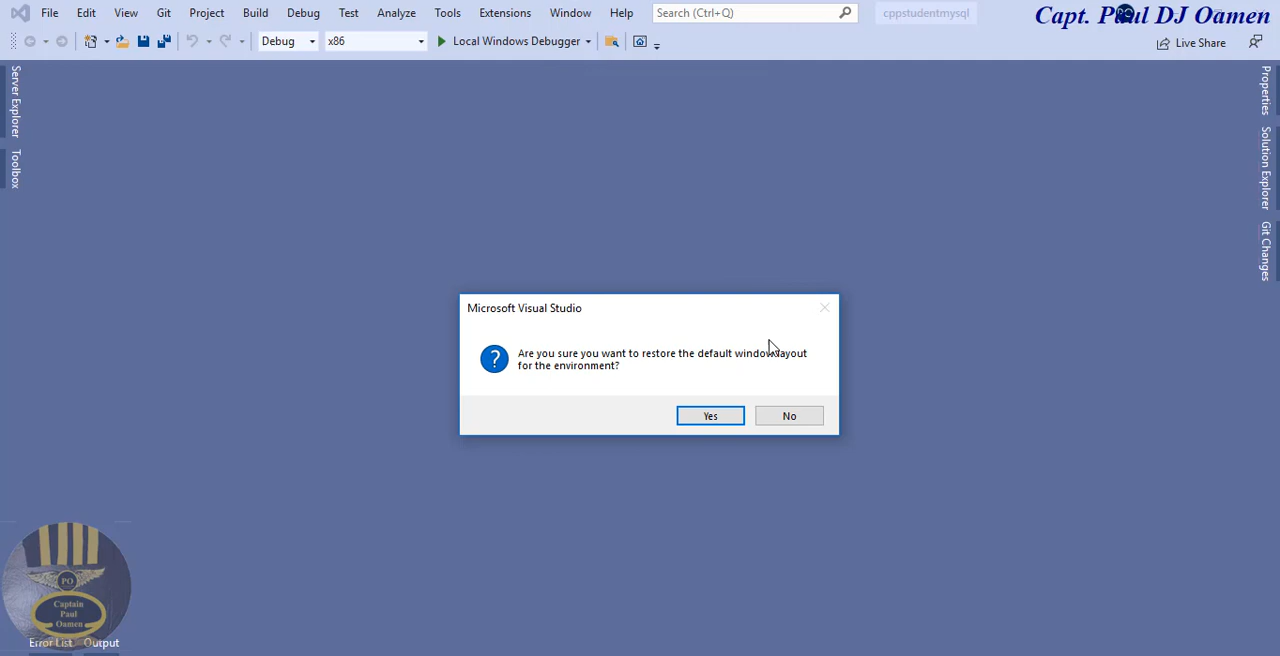 File Edit View Git Project Build Debug Test Analyze Tools Extensions Window Help Search (Ctrl+Q) cppstudentmysql Capt. Paul DJ Oamen
Debug x86 Local Windows Debugger Live Share
Server Explorer
Toolbox
Properties
Solution Explorer
Git Changes
Microsoft Visual Studio
Are you sure you want to restore the default window layout
for the environment?
Yes No
PO
Captain
Paul
Oamen
Error List Output